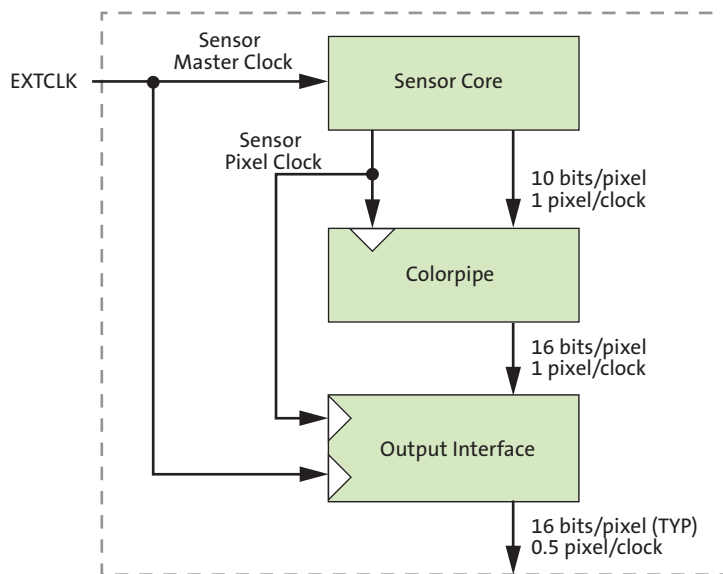 Sensor
Master Clock
EXTCLK
Sensor Core
Sensor
Pixel Clock
10 bits/pixel
1 pixel/clock
Colorpipe
16 bits/pixel
1 pixel/clock
Output Interface
16 bits/pixel (TYP)
0.5 pixel/clock